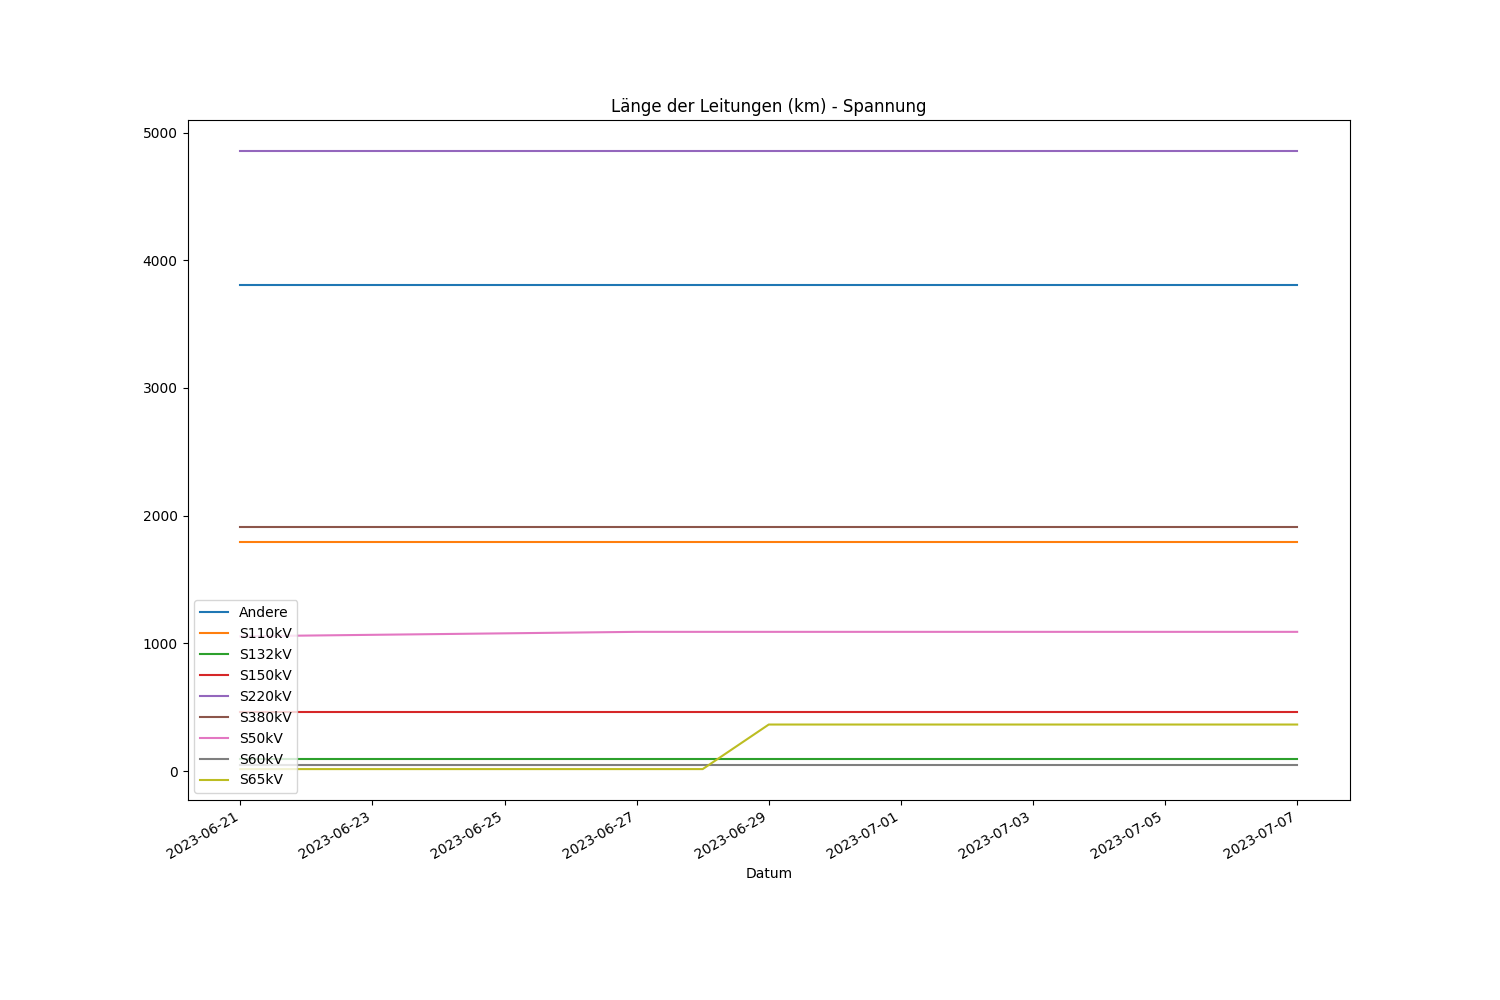 Länge der Leitungen (km) - Spannung
5000
4000
3000
2000
1000
0
Andere
S110kV
S132kV
S150kV
S220kV
S380kV
S50kV
S60kV
S65kV
2023-06-21
2023-06-23
2023-06-25
2023-06-27
2023-06-29
2023-07-01
2023-07-03
2023-07-05
2023-07-07
Datum